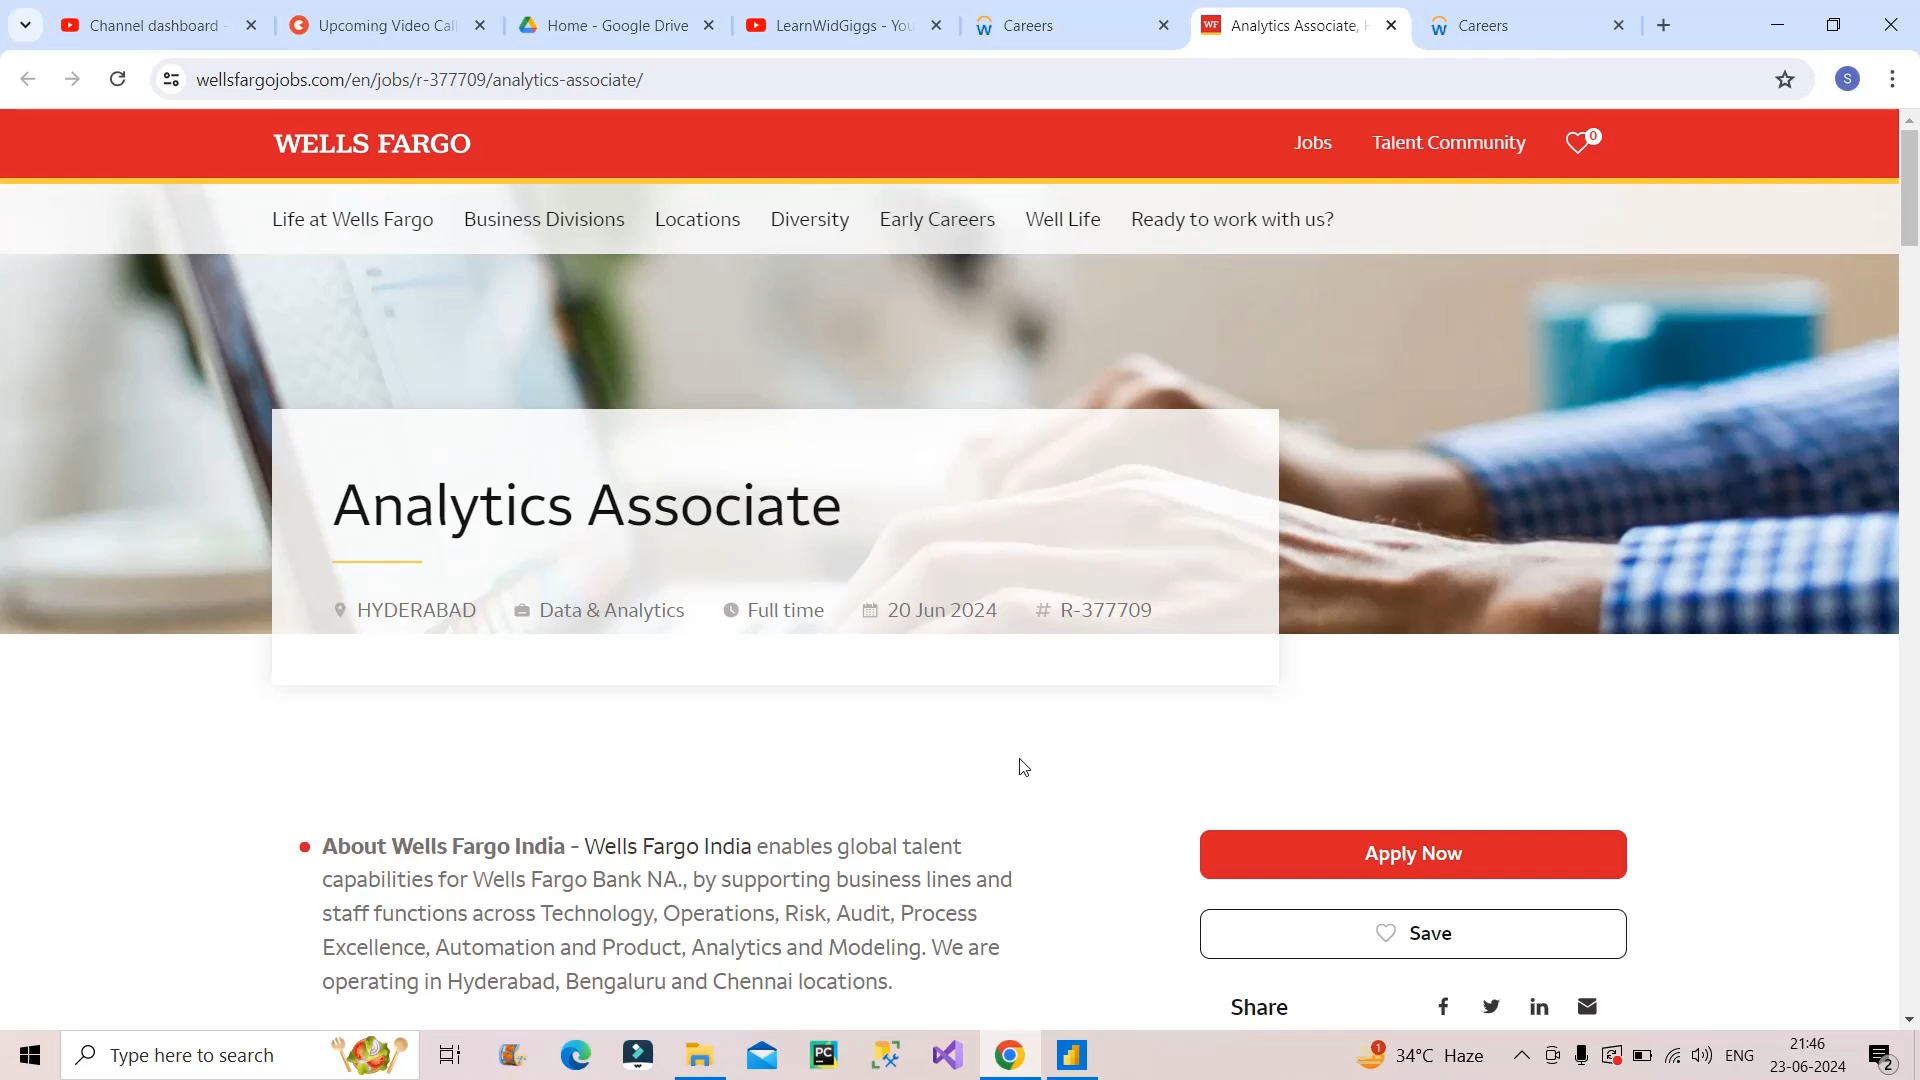 Channel dashboard -
Upcoming Video Cal
Home - Google Drive
LearnWidGiggs - You
Careers
WF
Analytics Associate,
Careers
wellsfargojobs.com/en/jobs/r-377709/analytics-associate/
S
WELLS FARGO
Jobs
Talent Community
0
Life at Wells Fargo
Business Divisions
Locations
Diversity
Early Careers
Well Life
Ready to work with us?
Analytics Associate
HYDERABAD
Data & Analytics
Full time
20 Jun 2024
# R-377709
About Wells Fargo India - Wells Fargo India enables global talent
capabilities for Wells Fargo Bank NA., by supporting business lines and
staff functions across Technology, Operations, Risk, Audit, Process
Excellence, Automation and Product, Analytics and Modeling. We are
operating in Hyderabad, Bengaluru and Chennai locations.
Apply Now
Save
Share
Type here to search
PC
1
34°C Haze
ENG
21:46
23-06-2024
2